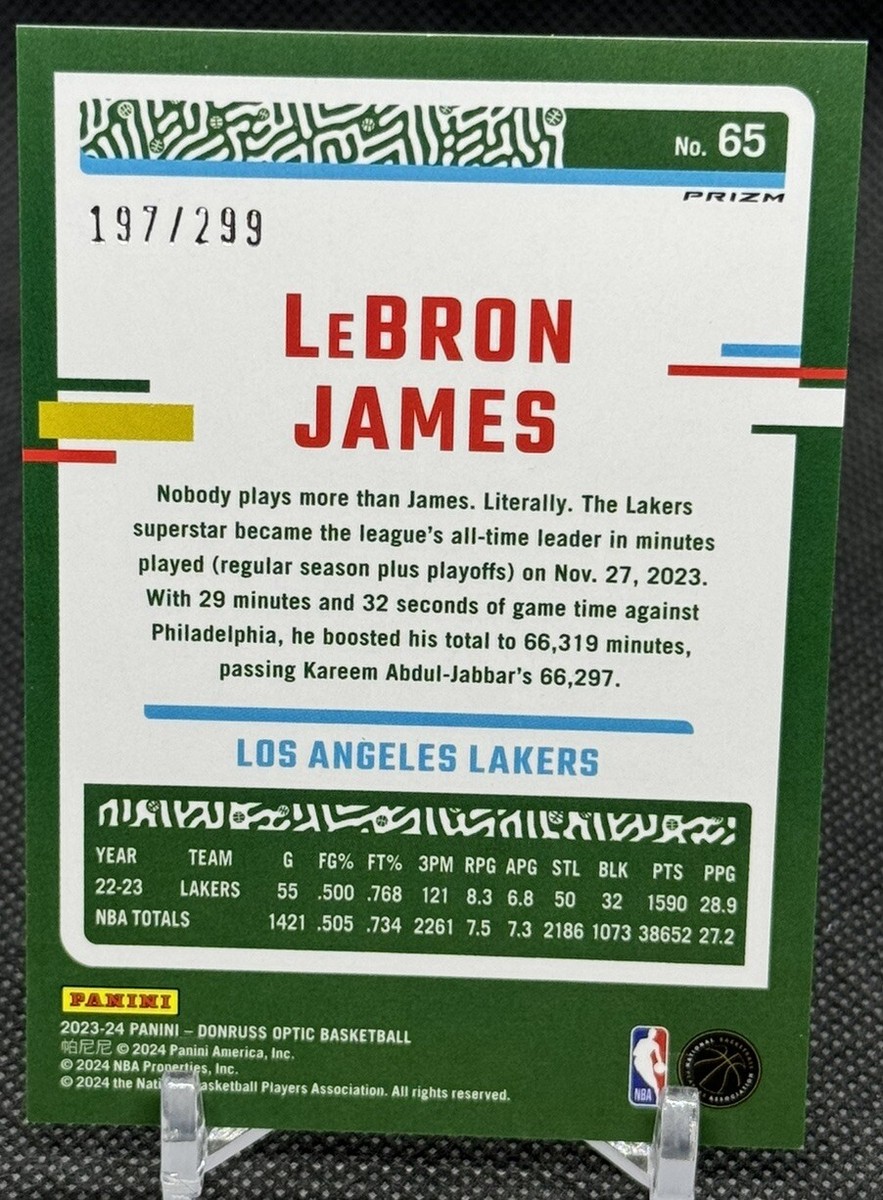 No. 65
PRIZM
197/299
LeBRON
JAMES
Nobody plays more than James. Literally. The Lakers
superstar became the league's all-time leader in minutes
played (regular season plus playoffs) on Nov. 27, 2023.
With 29 minutes and 32 seconds of game time against
Philadelphia, he boosted his total to 66,319 minutes,
passing Kareem Abdul-Jabbar's 66,297.
LOS ANGELES LAKERS
YEAR TEAM G FG% FT% 3PM RPG APG STL BLK PTS PPG
22-23 LAKERS 55 .500 .768 121 8.3 6.8 50 32 1590 28.9
NBA TOTALS 1421 .505 .734 2261 7.5 7.3 2186 1073 38652 27.2
PANINI
2023-24 PANINI – DONRUSS OPTIC BASKETBALL
帕尼尼 © 2024 Panini America, Inc.
© 2024 NBA Properties, Inc.
© 2024 the Basketball Players Association. All rights reserved.
NBA
NATIONAL BASKETBALL
ASSOCIATION